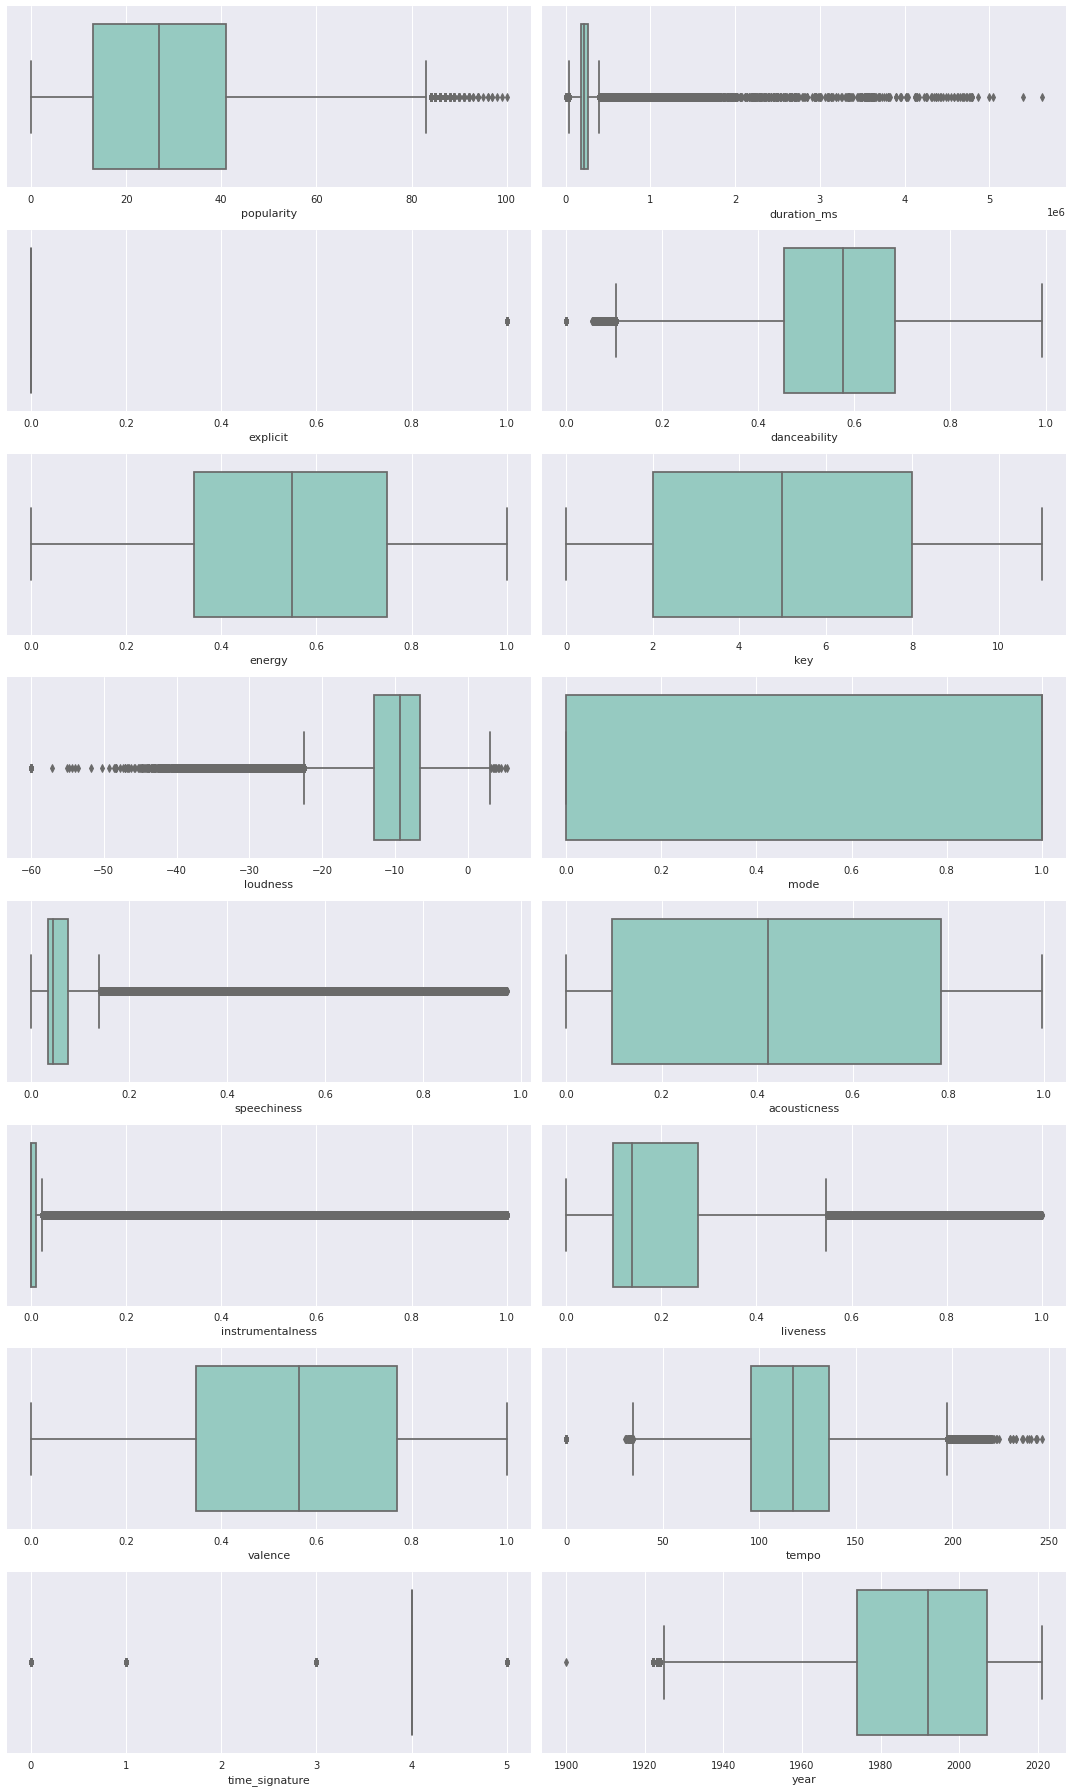 0 20 40 60 80 100
popularity
0 1 2 3 4 5
1e6
duration_ms
0.0 0.2 0.4 0.6 0.8 1.0
explicit
0.0 0.2 0.4 0.6 0.8 1.0
danceability
0.0 0.2 0.4 0.6 0.8 1.0
energy
0 2 4 6 8 10
key
−60 −50 −40 −30 −20 −10 0
loudness
0.0 0.2 0.4 0.6 0.8 1.0
mode
0.0 0.2 0.4 0.6 0.8 1.0
speechiness
0.0 0.2 0.4 0.6 0.8 1.0
acousticness
0.0 0.2 0.4 0.6 0.8 1.0
instrumentalness
0.0 0.2 0.4 0.6 0.8 1.0
liveness
0.0 0.2 0.4 0.6 0.8 1.0
valence
0 50 100 150 200 250
tempo
0 1 2 3 4 5
time_signature
1900 1920 1940 1960 1980 2000 2020
year